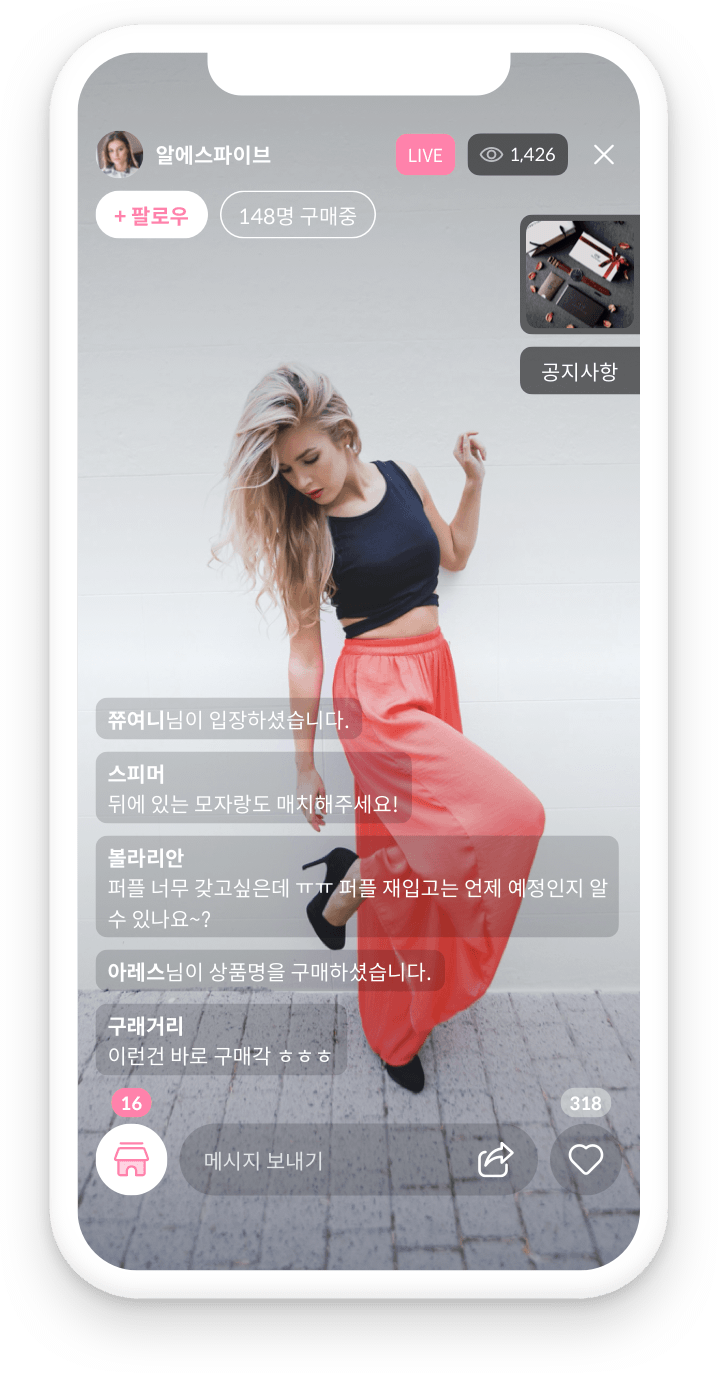 알에스파이브
LIVE
1,426
+ 팔로우
148명 구매중
공지사항
쮸여니님이 입장하셨습니다.
스피머
뒤에 있는 모자랑도 매치해주세요!
볼라리안
퍼플 너무 갖고싶은데 ㅠㅠ 퍼플 재입고는 언제 예정인지 알
수 있나요~?
아레스님이 상품명을 구매하셨습니다.
구래거리
이런건 바로 구매각 ㅎㅎㅎ
16
318
메시지 보내기